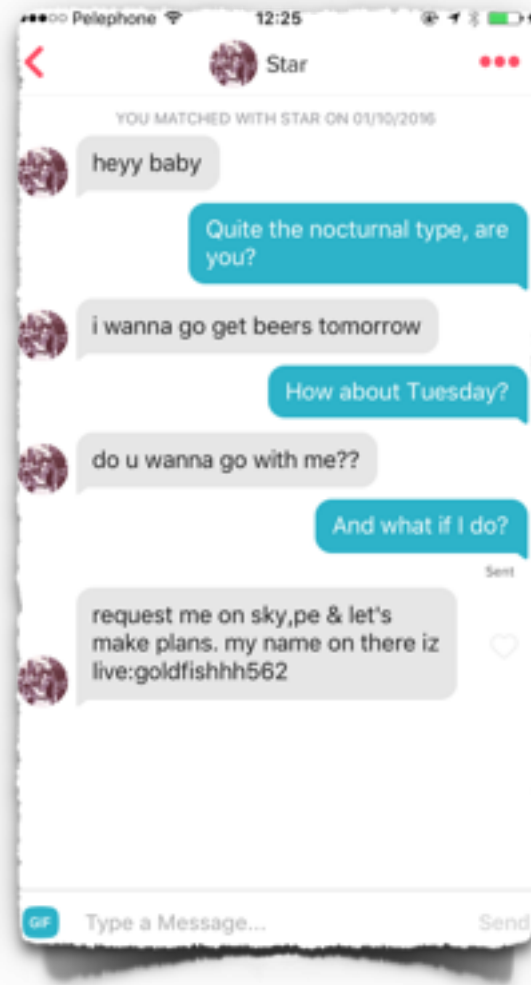 Pelephone 12:25
Star
YOU MATCHED WITH STAR ON 01/10/2016
heyy baby
Quite the nocturnal type, are
you?
i wanna go get beers tomorrow
How about Tuesday?
do u wanna go with me??
And what if I do?
Sent
request me on sky,pe & let's
make plans. my name on there iz
live:goldfishhh562
GIF Type a Message... Send